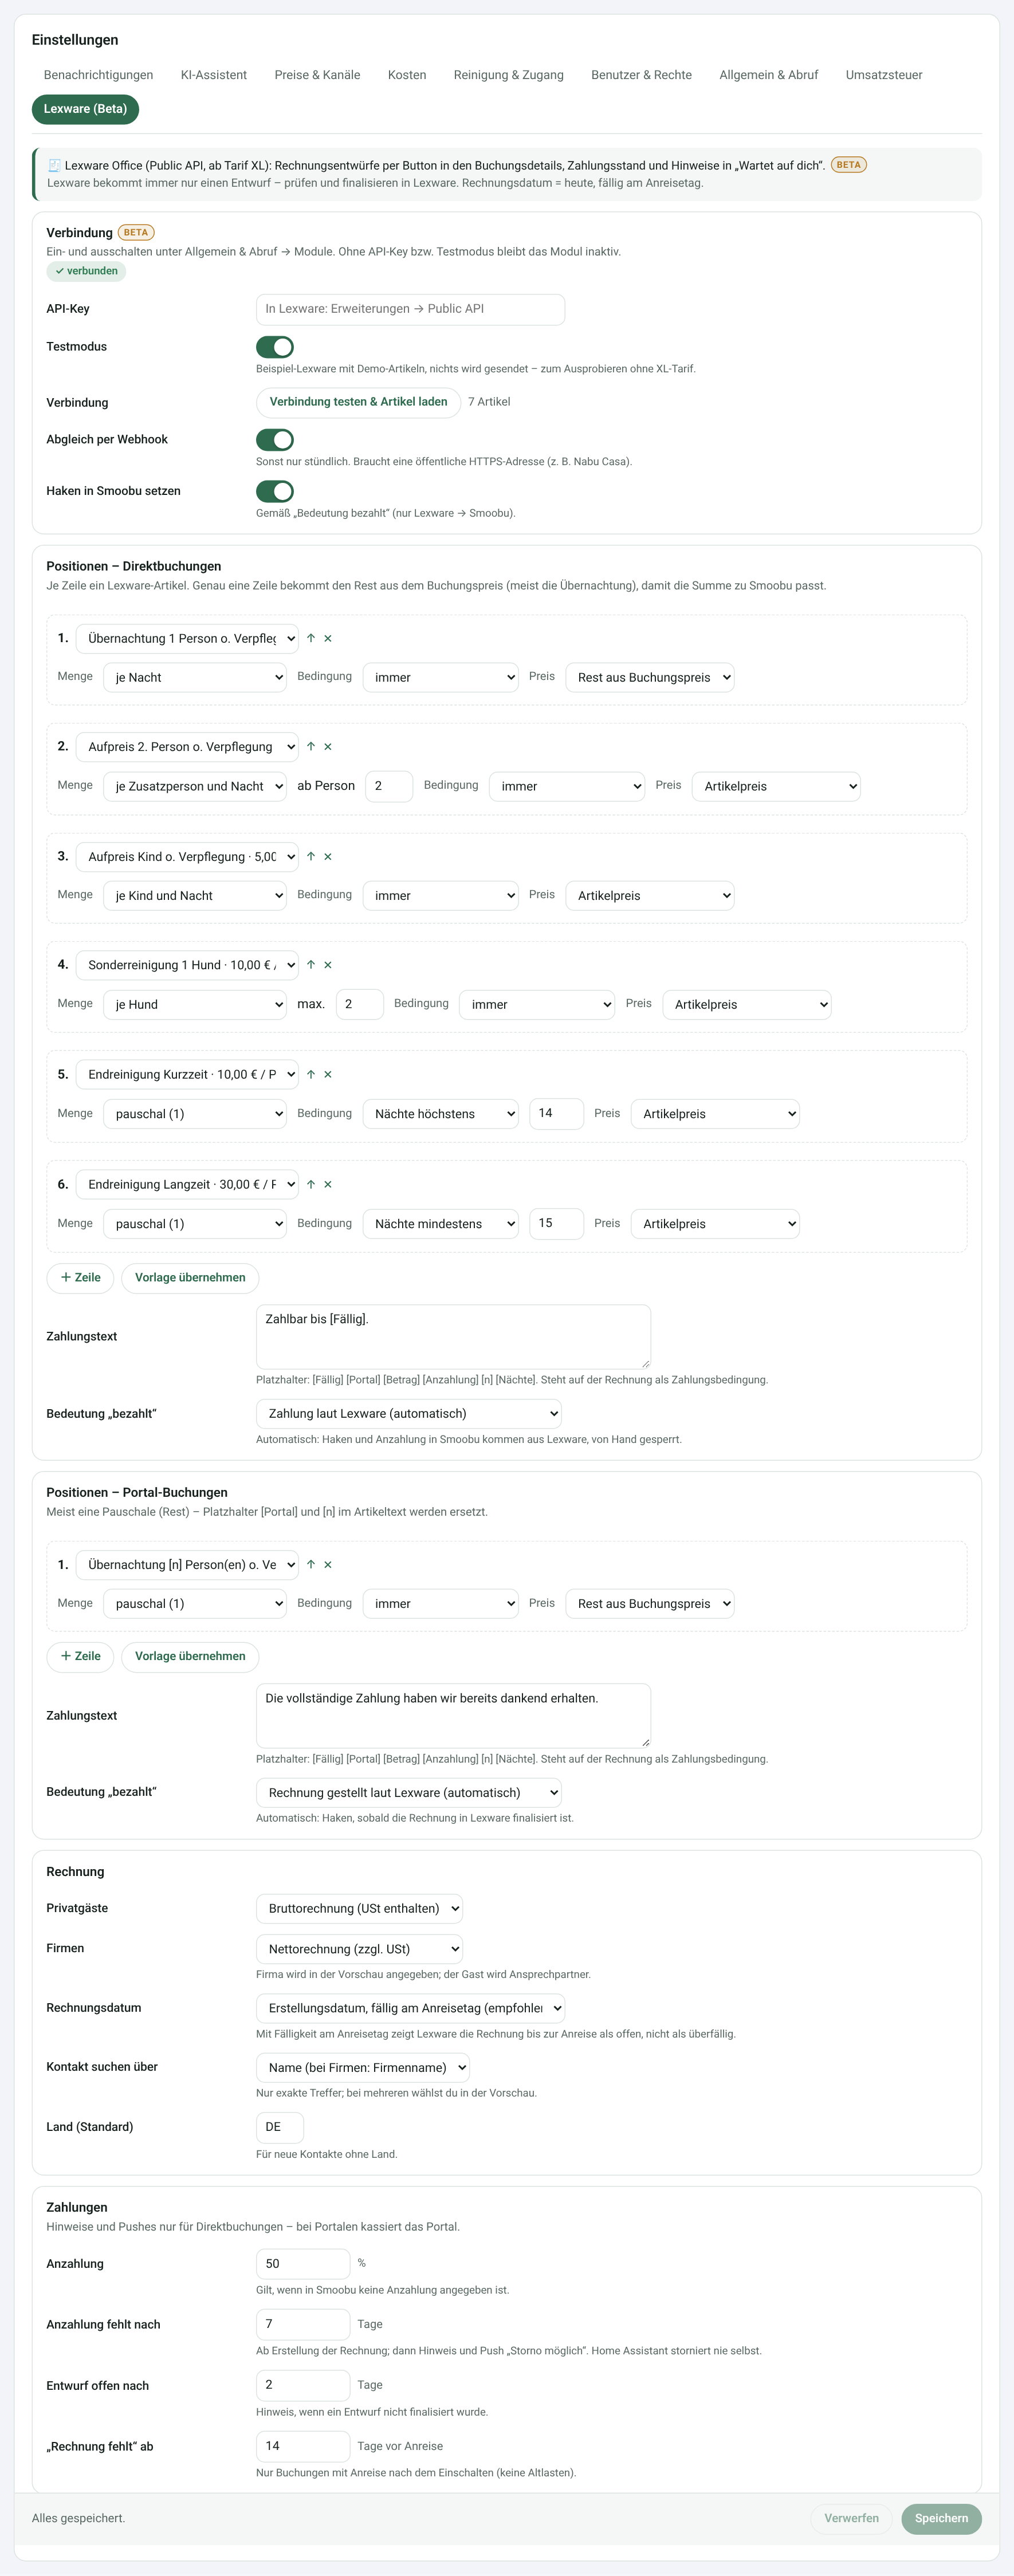 Einstellungen
Benachrichtigungen KI-Assistent Preise & Kanäle Kosten Reinigung & Zugang Benutzer & Rechte Allgemein & Abruf Umsatzsteuer
Lexware (Beta)
🧾 Lexware Office (Public API, ab Tarif XL): Rechnungsentwürfe per Button in den Buchungsdetails, Zahlungsstand und Hinweise in „Wartet auf dich“. BETA
Lexware bekommt immer nur einen Entwurf – prüfen und finalisieren in Lexware. Rechnungsdatum = heute, fällig am Anreisetag.
Verbindung BETA
Ein- und ausschalten unter Allgemein & Abruf → Module. Ohne API-Key bzw. Testmodus bleibt das Modul inaktiv.
✓ verbunden
API-Key In Lexware: Erweiterungen → Public API
Testmodus
Beispiel-Lexware mit Demo-Artikeln, nichts wird gesendet – zum Ausprobieren ohne XL-Tarif.
Verbindung Verbindung testen & Artikel laden 7 Artikel
Abgleich per Webhook
Sonst nur stündlich. Braucht eine öffentliche HTTPS-Adresse (z. B. Nabu Casa).
Haken in Smoobu setzen
Gemäß „Bedeutung bezahlt“ (nur Lexware → Smoobu).
Positionen – Direktbuchungen
Je Zeile ein Lexware-Artikel. Genau eine Zeile bekommt den Rest aus dem Buchungspreis (meist die Übernachtung), damit die Summe zu Smoobu passt.
1. Übernachtung 1 Person o. Verpfleg ↑ ×
Menge je Nacht Bedingung immer Preis Rest aus Buchungspreis
2. Aufpreis 2. Person o. Verpflegung ↑ ×
Menge je Zusatzperson und Nacht ab Person 2 Bedingung immer Preis Artikelpreis
3. Aufpreis Kind o. Verpflegung · 5,00 ↑ ×
Menge je Kind und Nacht Bedingung immer Preis Artikelpreis
4. Sonderreinigung 1 Hund · 10,00 € / ↑ ×
Menge je Hund max. 2 Bedingung immer Preis Artikelpreis
5. Endreinigung Kurzzeit · 10,00 € / P ↑ ×
Menge pauschal (1) Bedingung Nächte höchstens 14 Preis Artikelpreis
6. Endreinigung Langzeit · 30,00 € / P ↑ ×
Menge pauschal (1) Bedingung Nächte mindestens 15 Preis Artikelpreis
+ Zeile Vorlage übernehmen
Zahlungstext Zahlbar bis [Fällig].
Platzhalter: [Fällig] [Portal] [Betrag] [Anzahlung] [n] [Nächte]. Steht auf der Rechnung als Zahlungsbedingung.
Bedeutung „bezahlt“ Zahlung laut Lexware (automatisch)
Automatisch: Haken und Anzahlung in Smoobu kommen aus Lexware, von Hand gesperrt.
Positionen – Portal-Buchungen
Meist eine Pauschale (Rest) – Platzhalter [Portal] und [n] im Artikeltext werden ersetzt.
1. Übernachtung [n] Person(en) o. Ve ↑ ×
Menge pauschal (1) Bedingung immer Preis Rest aus Buchungspreis
+ Zeile Vorlage übernehmen
Zahlungstext Die vollständige Zahlung haben wir bereits dankend erhalten.
Platzhalter: [Fällig] [Portal] [Betrag] [Anzahlung] [n] [Nächte]. Steht auf der Rechnung als Zahlungsbedingung.
Bedeutung „bezahlt“ Rechnung gestellt laut Lexware (automatisch)
Automatisch: Haken, sobald die Rechnung in Lexware finalisiert ist.
Rechnung
Privatgäste Bruttorechnung (USt enthalten)
Firmen Nettorechnung (zzgl. USt)
Firma wird in der Vorschau angegeben; der Gast wird Ansprechpartner.
Rechnungsdatum Erstellungsdatum, fällig am Anreisetag (empfohlen
Mit Fälligkeit am Anreisetag zeigt Lexware die Rechnung bis zur Anreise als offen, nicht als überfällig.
Kontakt suchen über Name (bei Firmen: Firmenname)
Nur exakte Treffer; bei mehreren wählst du in der Vorschau.
Land (Standard) DE
Für neue Kontakte ohne Land.
Zahlungen
Hinweise und Pushes nur für Direktbuchungen – bei Portalen kassiert das Portal.
Anzahlung 50 %
Gilt, wenn in Smoobu keine Anzahlung angegeben ist.
Anzahlung fehlt nach 7 Tage
Ab Erstellung der Rechnung; dann Hinweis und Push „Storno möglich“. Home Assistant storniert nie selbst.
Entwurf offen nach 2 Tage
Hinweis, wenn ein Entwurf nicht finalisiert wurde.
„Rechnung fehlt“ ab 14 Tage vor Anreise
Nur Buchungen mit Anreise nach dem Einschalten (keine Altlasten).
Alles gespeichert. Verwerfen Speichern